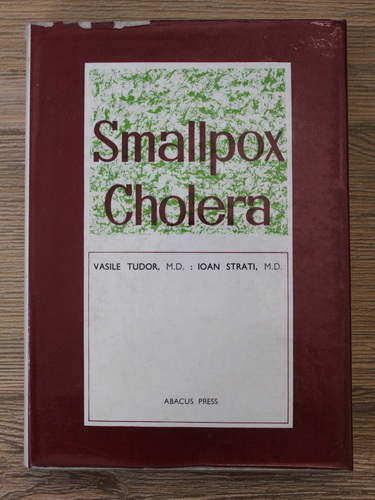 Smallpox
Cholera
VASILE TUDOR, M.D. : IOAN STRATI, M.D.
ABACUS PRESS